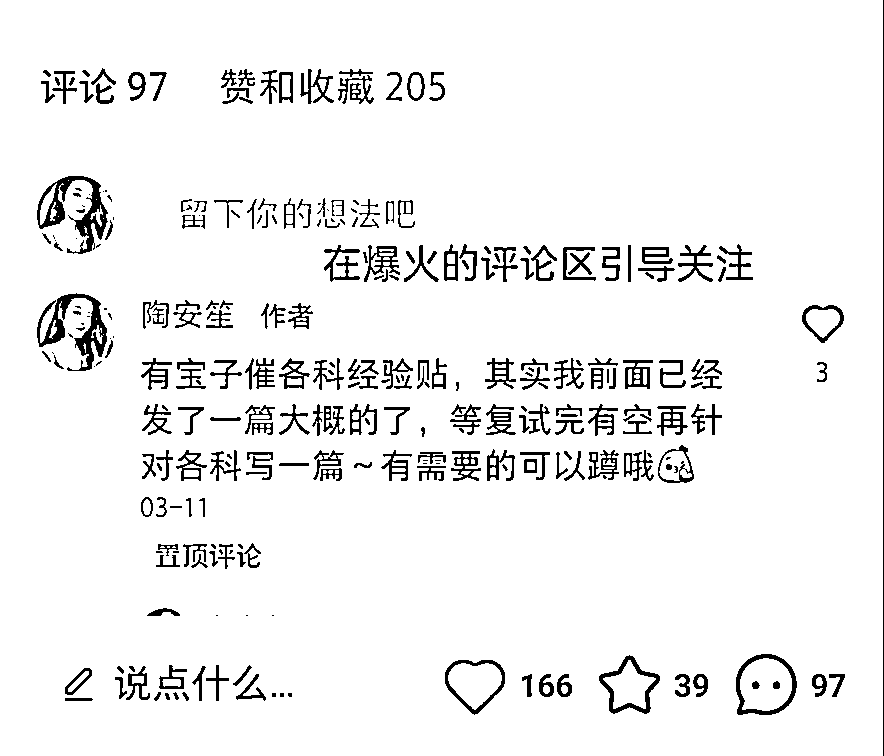 评论 97 赞和收藏 205
留下你的想法吧
在爆火的评论区引导关注
陶安笙 作者
有宝子催各科经验贴，其实我前面已经
3
发了一篇大概的了，等复试完有空再针
对各科写一篇～有需要的可以蹲哦
03-11
置顶评论
说点什么... 166 39 97